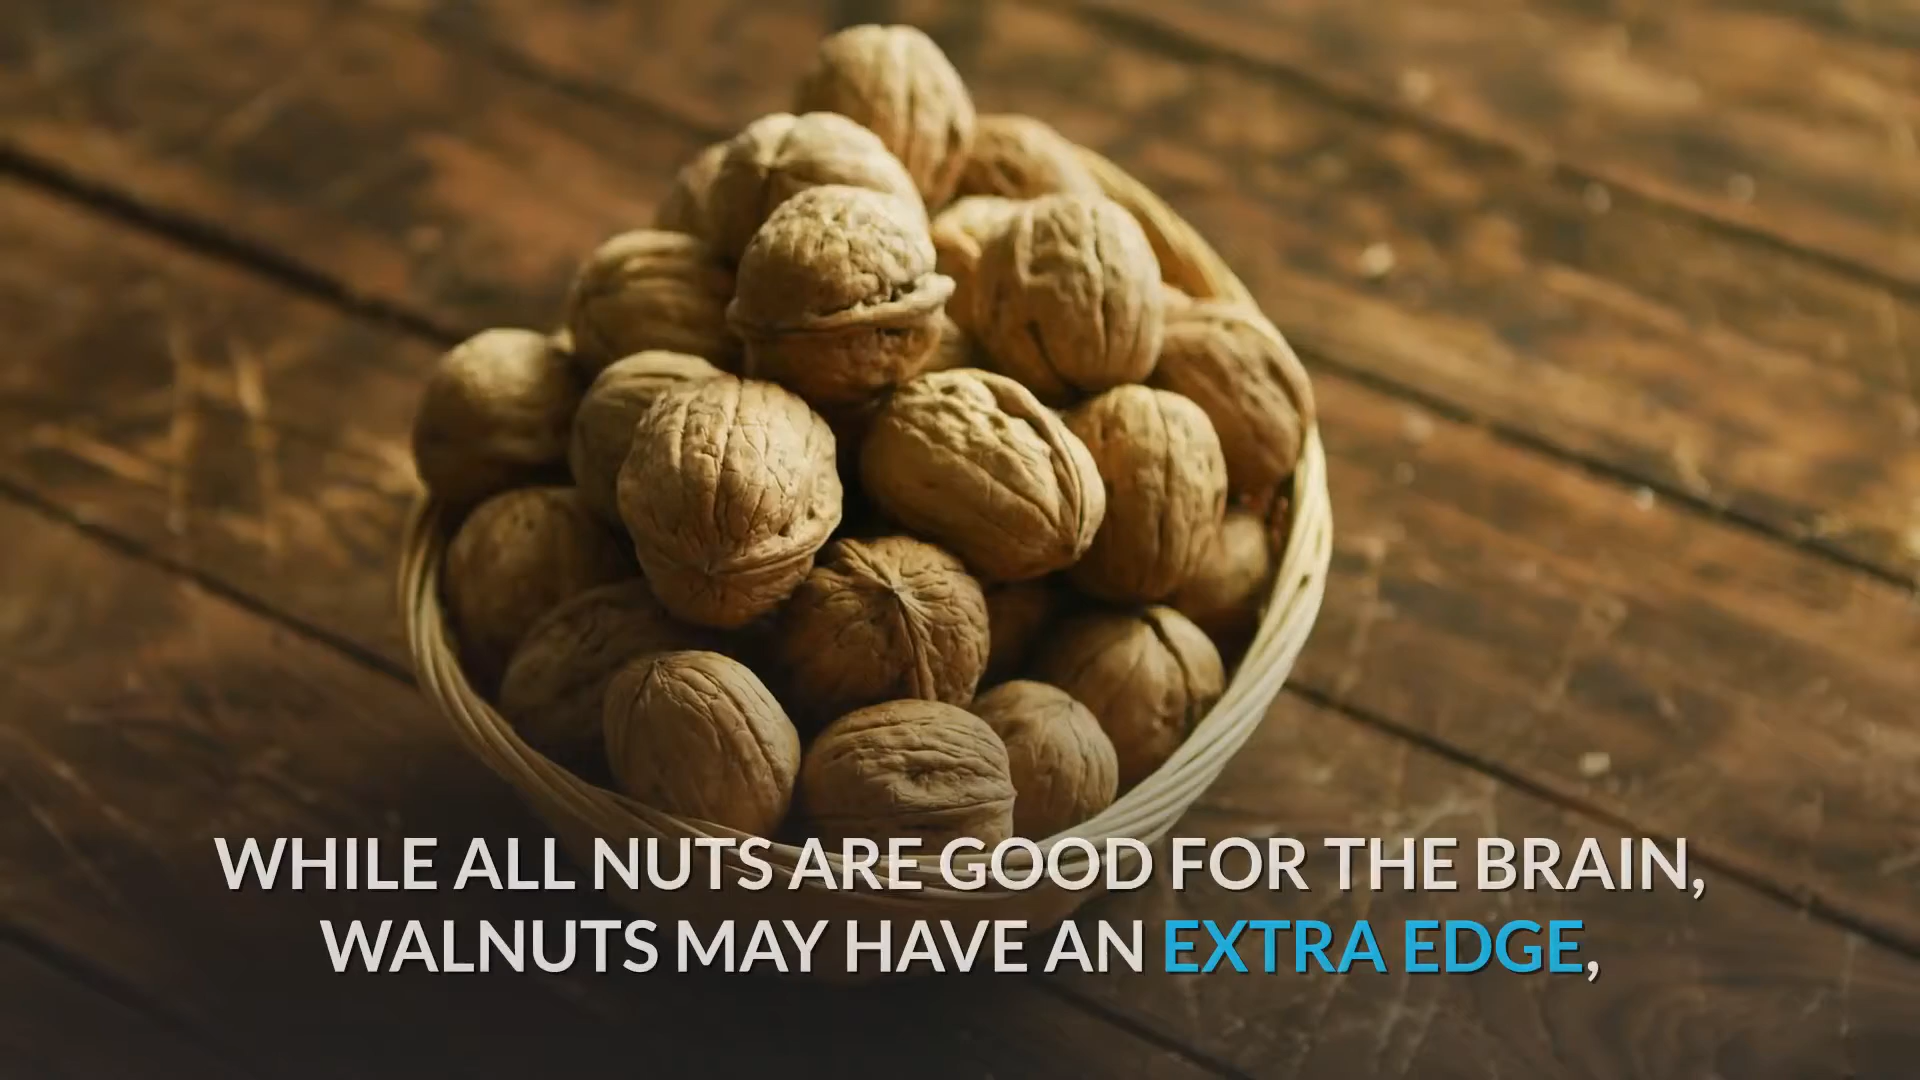 WHILE ALL NUTS ARE GOOD FOR THE BRAIN,
WALNUTS MAY HAVE AN EXTRA EDGE,